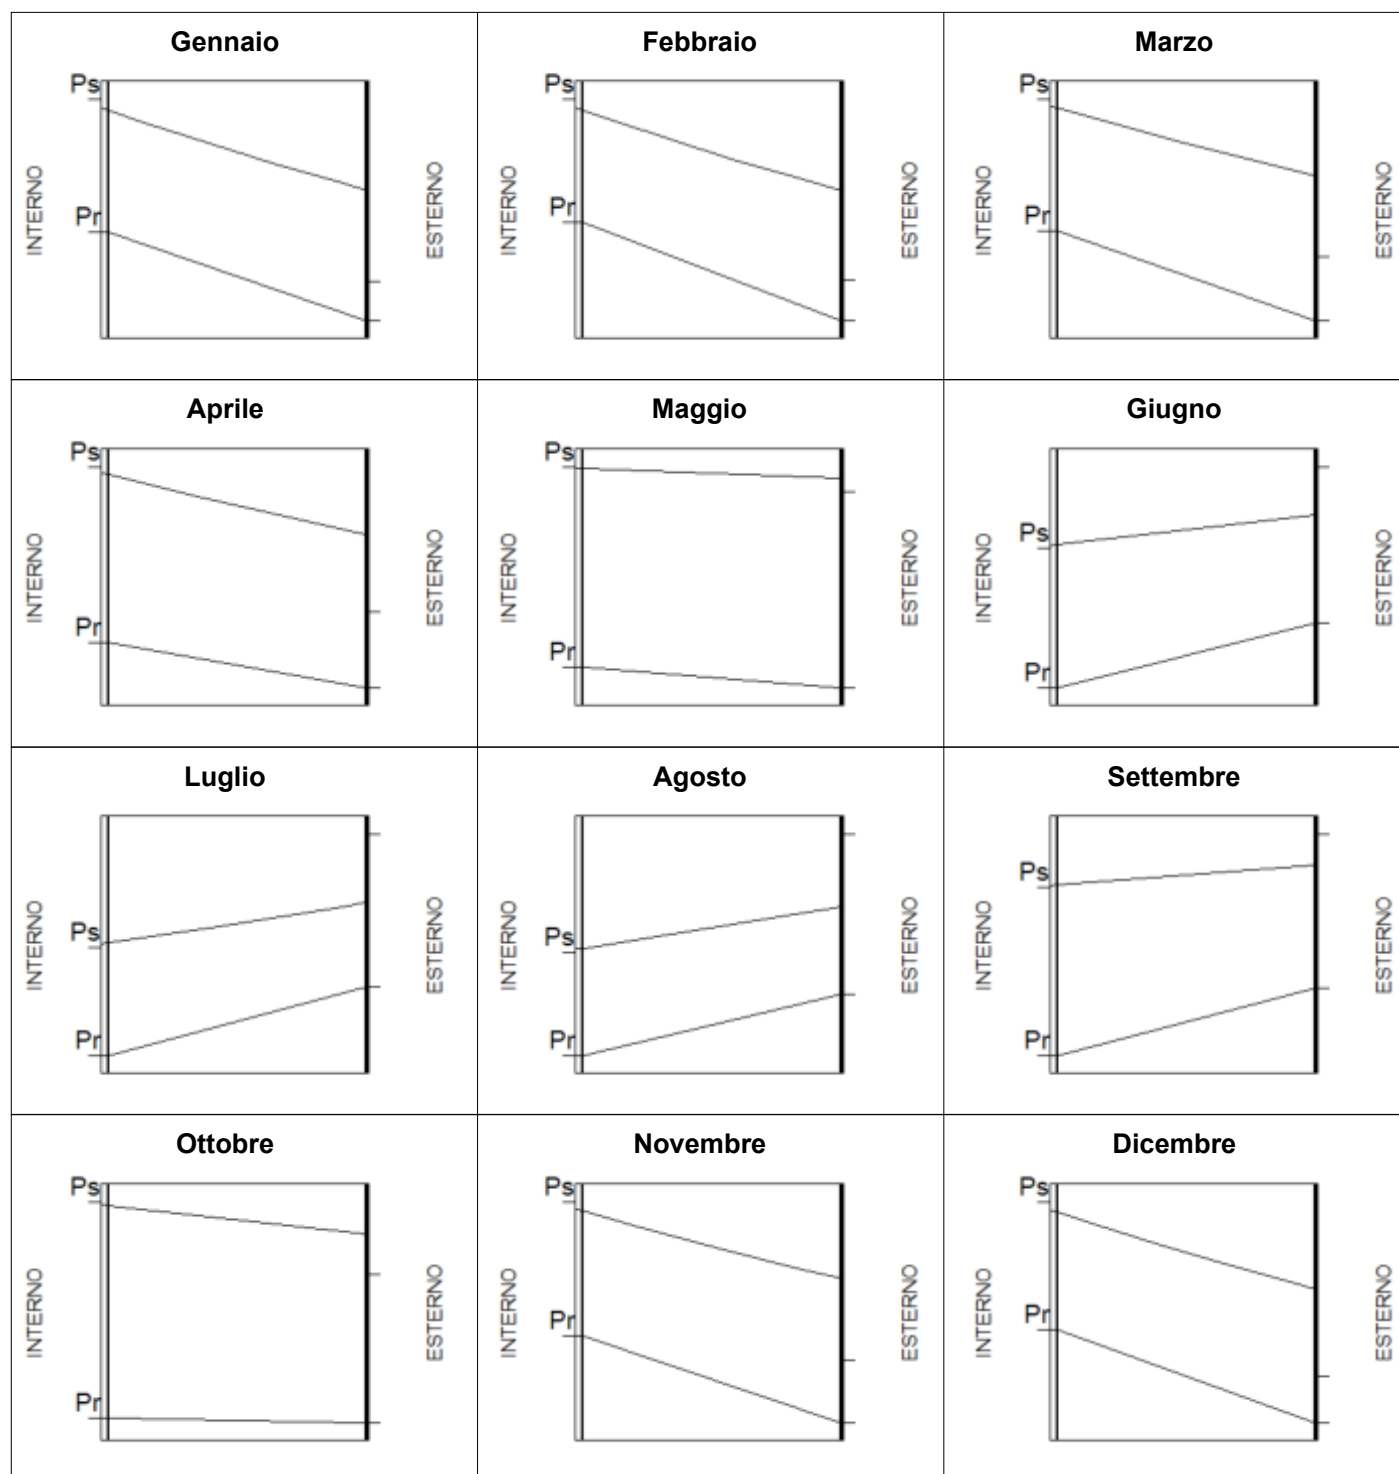 Gennaio
Ps
Pr
INTERNO
ESTERNO
Febbraio
Ps
Pr
INTERNO
ESTERNO
Marzo
Ps
Pr
INTERNO
ESTERNO
Aprile
Ps
Pr
INTERNO
ESTERNO
Maggio
Ps
Pr
INTERNO
ESTERNO
Giugno
Ps
Pr
INTERNO
ESTERNO
Luglio
Ps
Pr
INTERNO
ESTERNO
Agosto
Ps
Pr
INTERNO
ESTERNO
Settembre
Ps
Pr
INTERNO
ESTERNO
Ottobre
Ps
Pr
INTERNO
ESTERNO
Novembre
Ps
Pr
INTERNO
ESTERNO
Dicembre
Ps
Pr
INTERNO
ESTERNO